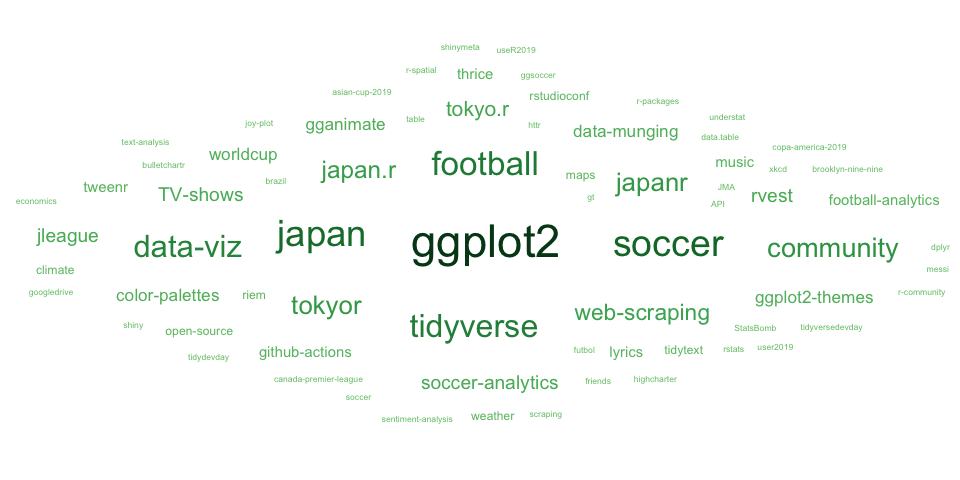 shinymeta useR2019
r-spatial thrice ggsoccer
asian-cup-2019 rstudioconf r-packages
joy-plot gganimate table tokyo.r httr data-munging understat data.table
text-analysis worldcup japan.r football music copa-america-2019
bulletchartr brazil maps japanr xkcd brooklyn-nine-nine
tweenr TV-shows gt JMA API rvest football-analytics
economics
jleague data-viz japan ggplot2 soccer community dplyr
climate messi
googledrive color-palettes riem tokyor web-scraping ggplot2-themes r-community
shiny open-source tidyverse StatsBomb tidyversedevday
tidydevday github-actions futbol lyrics tidytext rstats user2019
canada-premier-league soccer-analytics friends highcharter
soccer
sentiment-analysis weather scraping